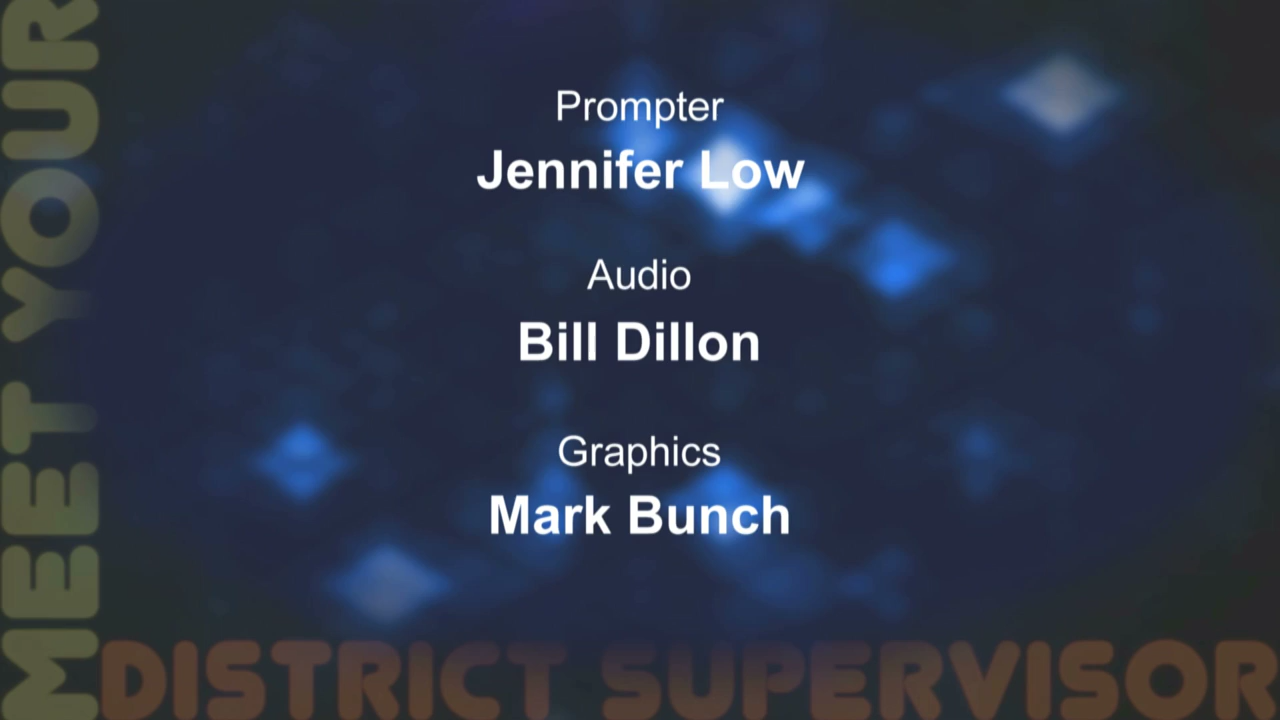 MEET YOUR
Prompter
Jennifer Low
Audio
Bill Dillon
Graphics
Mark Bunch
DISTRICT SUPERVISOR